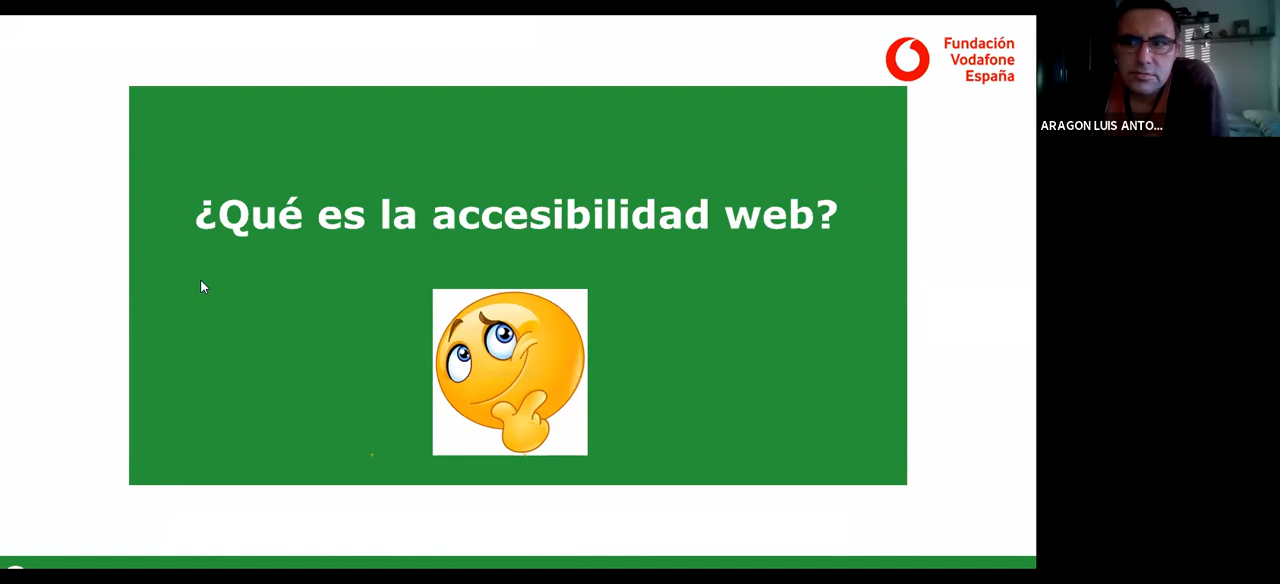 Fundación
Vodafone
España
¿Qué es la accesibilidad web?
ARAGON LUIS ANTO...